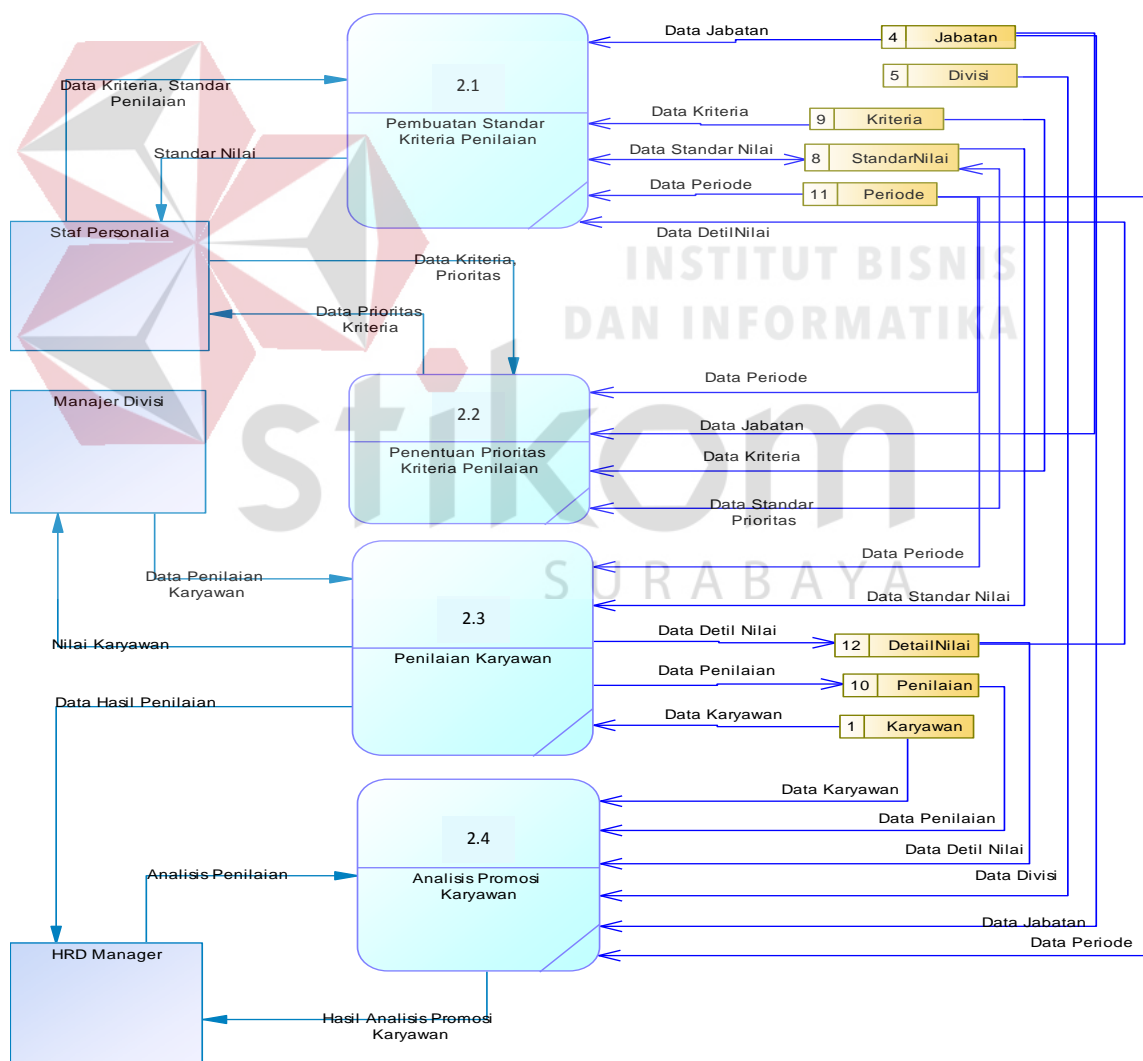 Data Jabatan
4 Jabatan
5 Divisi
Data Kriteria, Standar
Penilaian
2.1
Pembuatan Standar
Kriteria Penilaian
Data Kriteria
9 Kriteria
Standar Nilai
Data Standar Nilai
8 StandarNilai
Data Periode
11 Periode
Staf Personalia
Data DetilNilai
INSTITUT BISNIS
DAN INFORMATIKA
Data Kriteria,
Prioritas
Data Prioritas
Kriteria
Data Periode
Manajer Divisi
2.2
Penentuan Prioritas
Kriteria Penilaian
Data Jabatan
Data Kriteria
stikom
Data Standar
Prioritas
Data Periode
SURABAYA
Data Penilaian
Karyawan
Data Standar Nilai
2.3
Penilaian Karyawan
Nilai Karyawan
Data Detil Nilai
12 DetailNilai
Data Penilaian
10 Penilaian
Data Hasil Penilaian
Data Karyawan
1 Karyawan
Data Karyawan
Data Penilaian
2.4
Analisis Promosi
Karyawan
Data Detil Nilai
Analisis Penilaian
Data Divisi
Data Jabatan
Data Periode
HRD Manager
Hasil Analisis Promosi
Karyawan